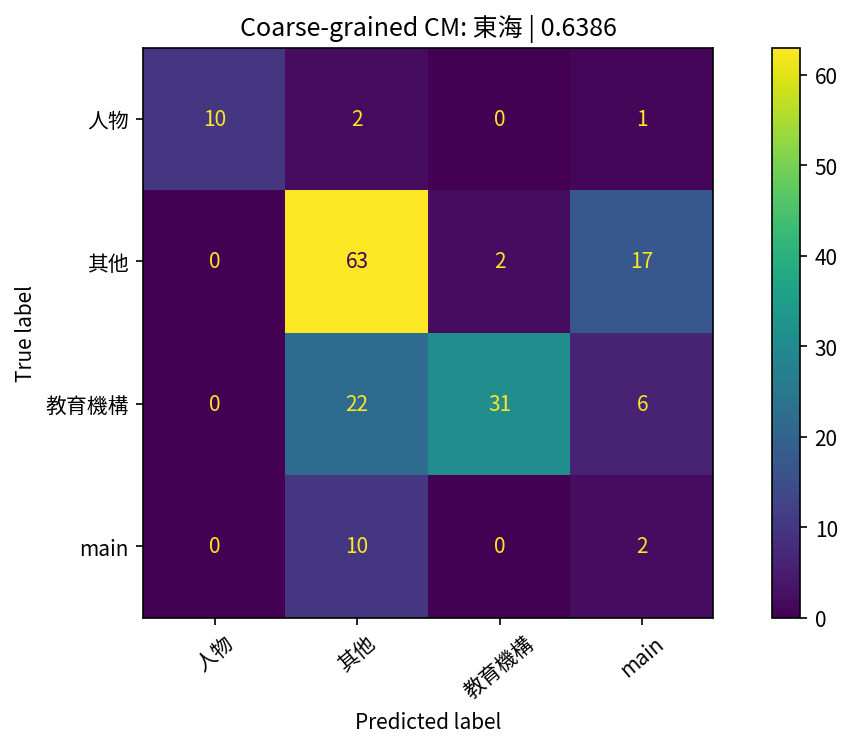 Coarse-grained CM: 東海 | 0.6386
True label
人物 10 2 0 1
其他 0 63 2 17
教育機構 0 22 31 6
main 0 10 0 2
人物 其他 教育機構 main
Predicted label
60
50
40
30
20
10
0